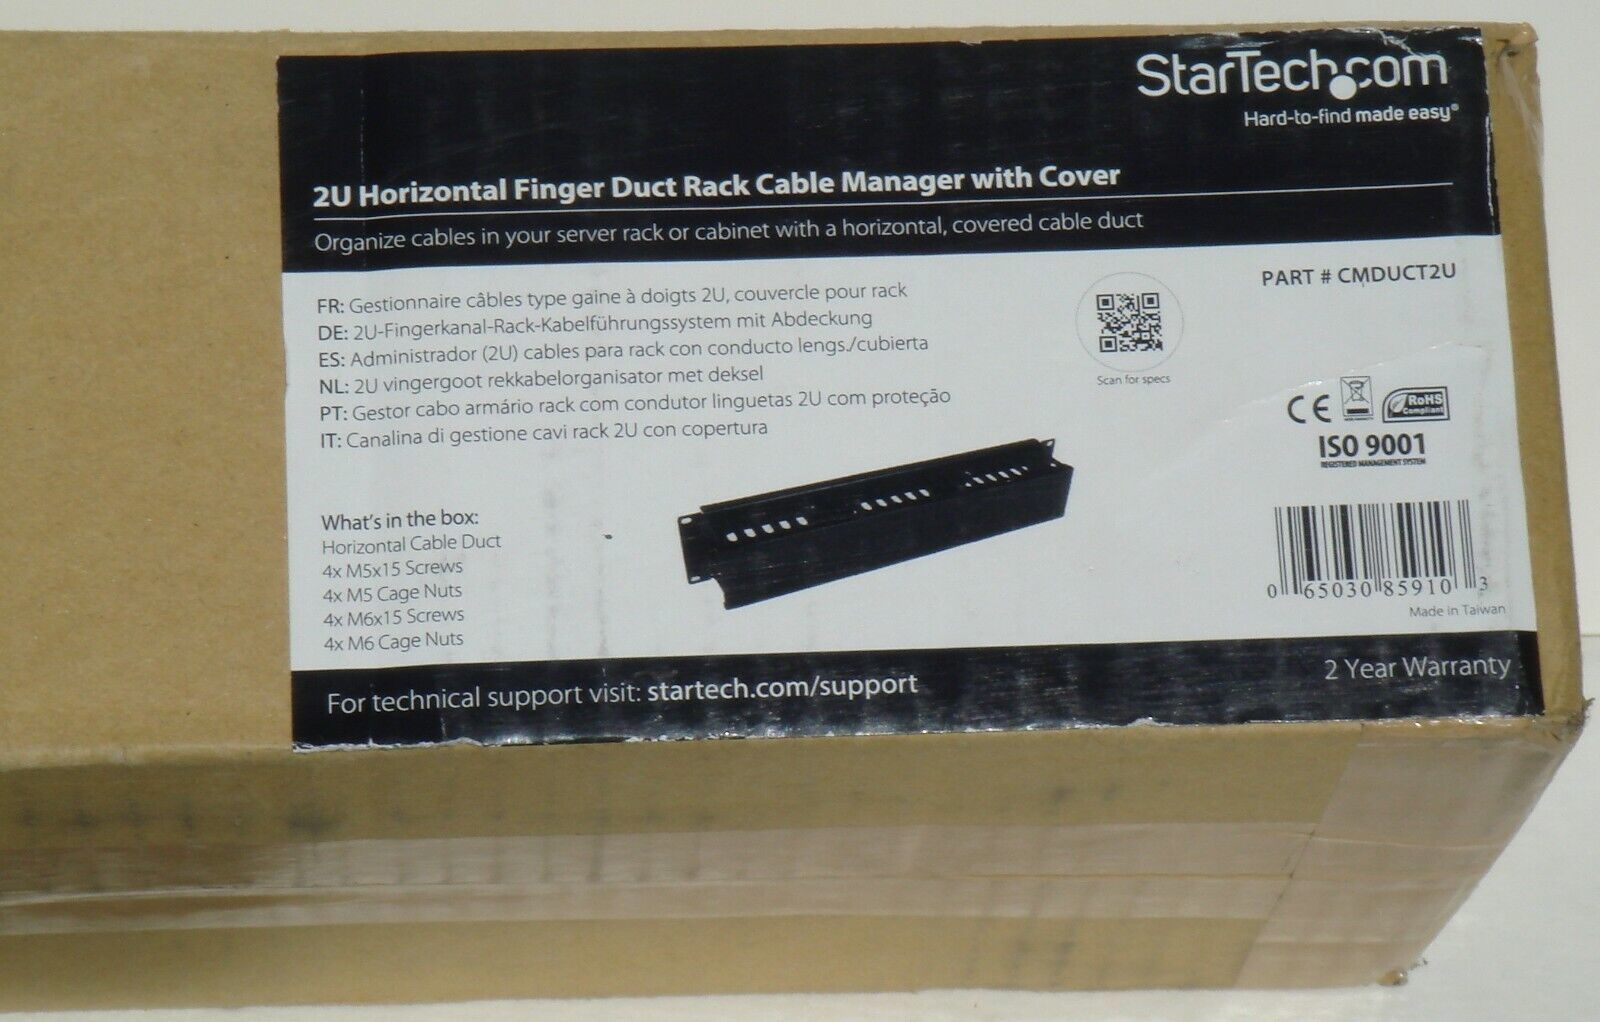 StarTech.com
Hard-to-find made easy®
2U Horizontal Finger Duct Rack Cable Manager with Cover
Organize cables in your server rack or cabinet with a horizontal, covered cable duct
PART # CMDUCT2U
FR: Gestionnaire câbles type gaine à doigts 2U, couvercle pour rack
DE: 2U-Fingerkanal-Rack-Kabelführungssystem mit Abdeckung
ES: Administrador (2U) cables para rack con conducto lengs./cubierta
NL: 2U vingergoot rekkabelorganisator met deksel
PT: Gestor cabo armário rack com condutor linguetas 2U com proteção
IT: Canalina di gestione cavi rack 2U con copertura
Scan for specs
CE
RoHS
Compliant
ISO 9001
REGISTERED MANAGEMENT SYSTEM
What's in the box:
Horizontal Cable Duct
4x M5x15 Screws
4x M5 Cage Nuts
4x M6x15 Screws
4x M6 Cage Nuts
0 65030 85910 3
Made in Taiwan
For technical support visit: startech.com/support
2 Year Warranty